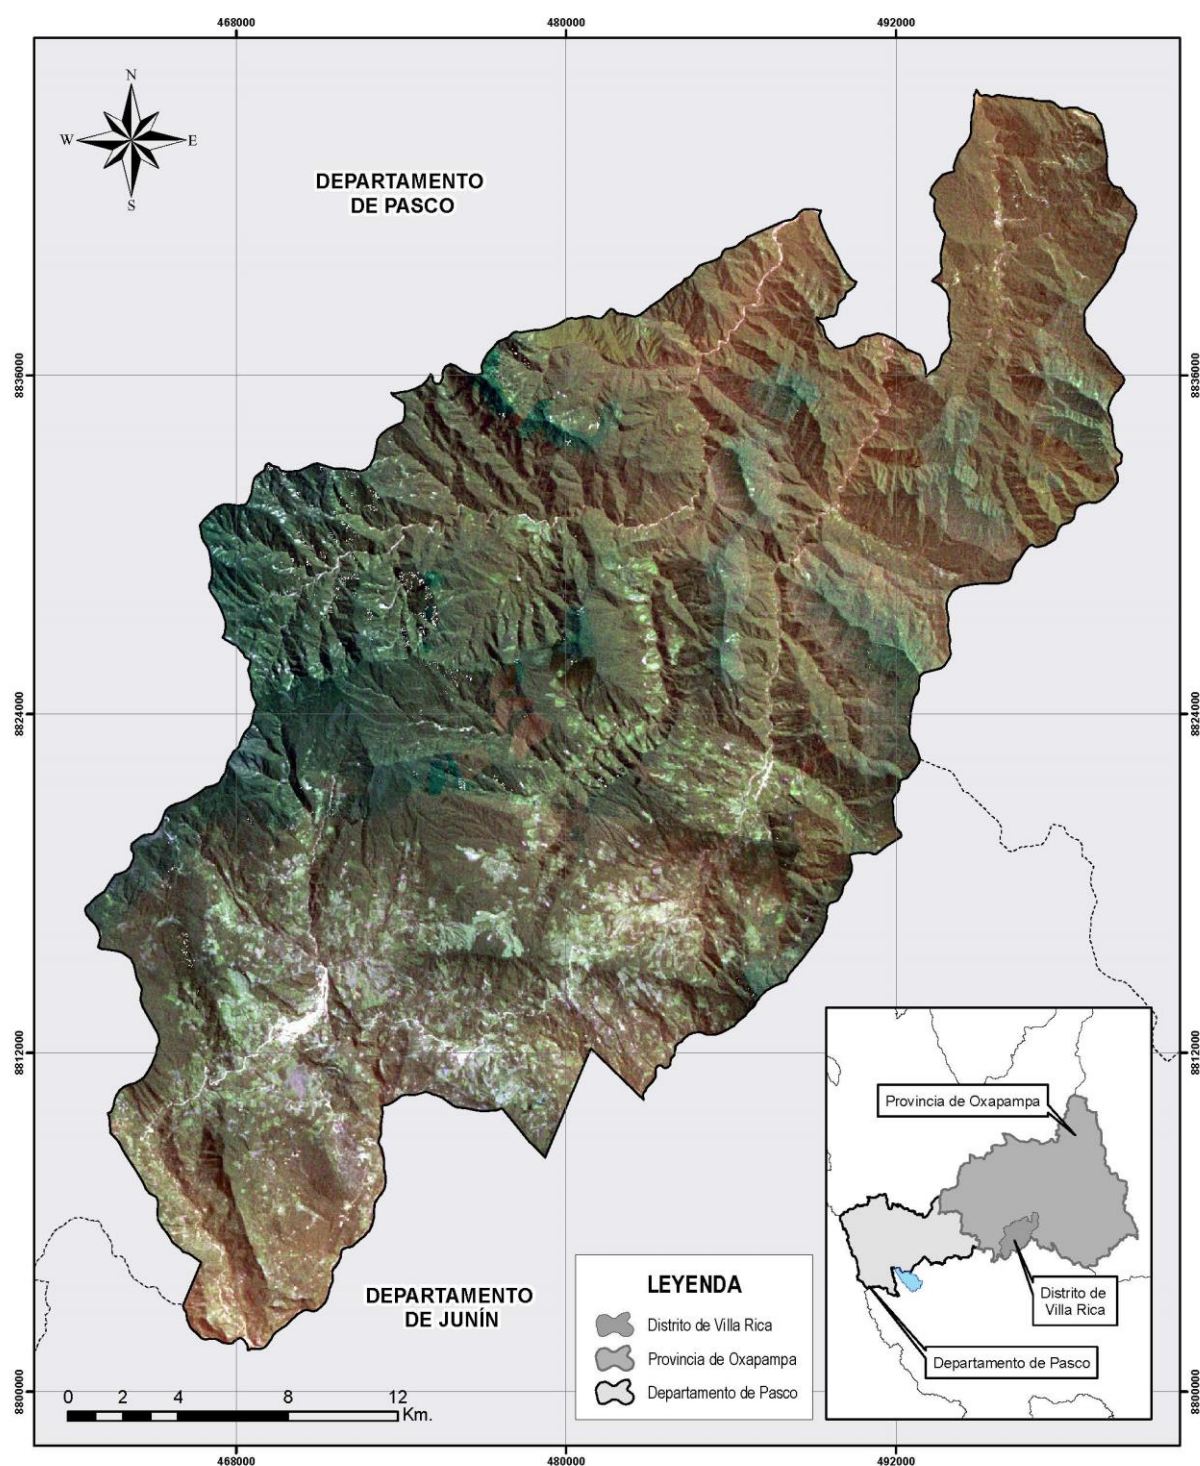 468000
480000
492000
N
W
E
S
DEPARTAMENTO
DE PASCO
8836000
8836000
8824000
8824000
8812000
8812000
Provincia de Oxapampa
Distrito de
Villa Rica
Departamento de Pasco
DEPARTAMENTO
DE JUNÍN
LEYENDA
Distrito de Villa Rica
Provincia de Oxapampa
Departamento de Pasco
8800000
8800000
0 2 4 8 12
Km.
468000
480000
492000